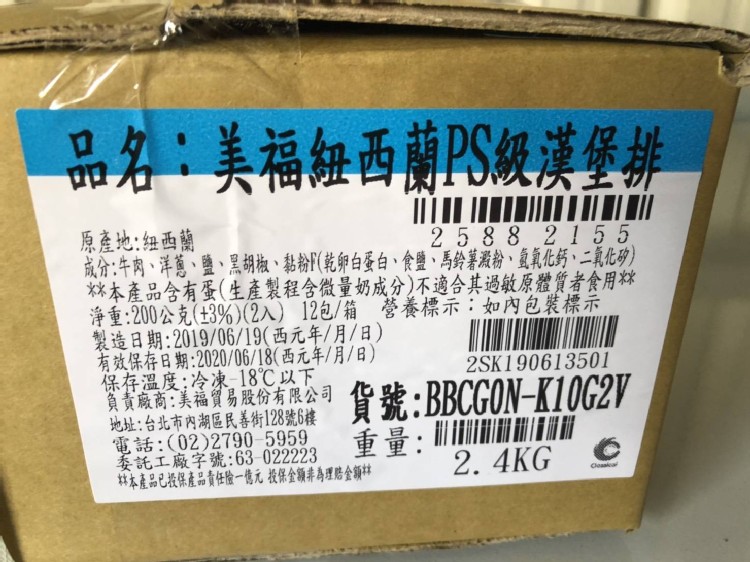 品名：美福紐西蘭PS級漢堡排
2 5 8 8 2 1 5 5
原產地:紐西蘭
成分:牛肉、洋蔥、鹽、黑胡椒、黏粉F(乾卵白蛋白、食鹽、馬鈴薯澱粉、氫氧化鈣、二氧化矽)
**本產品含有蛋(生產製程含微量奶成分)不適合其過敏原體質者食用**
淨重:200公克(±3%)(2入) 12包/箱 營養標示：如內包裝標示
製造日期:2019/06/19(西元年/月/日)
有效保存日期:2020/06/18(西元年/月/日)
2SK190613501
保存溫度:冷凍-18℃以下
負責廠商:美福貿易股份有限公司
貨號:BBCGON-K10G2V
地址:台北市內湖區民善街128號6樓
電話:(02)2790-5959
重量:
2.4KG
委託工廠字號:63-022223
**本產品已投保產品責任險一億元 投保金額非為理賠金額**
Classical